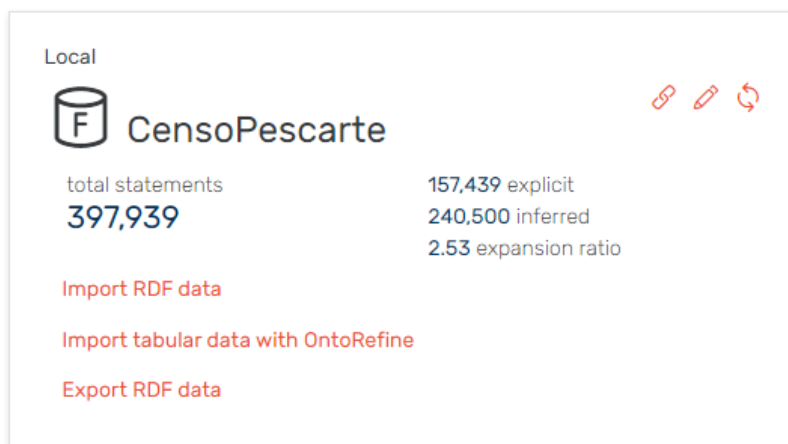 Local
F CensoPescarte
total statements
397,939
157,439 explicit
240,500 inferred
2.53 expansion ratio
Import RDF data
Import tabular data with OntoRefine
Export RDF data